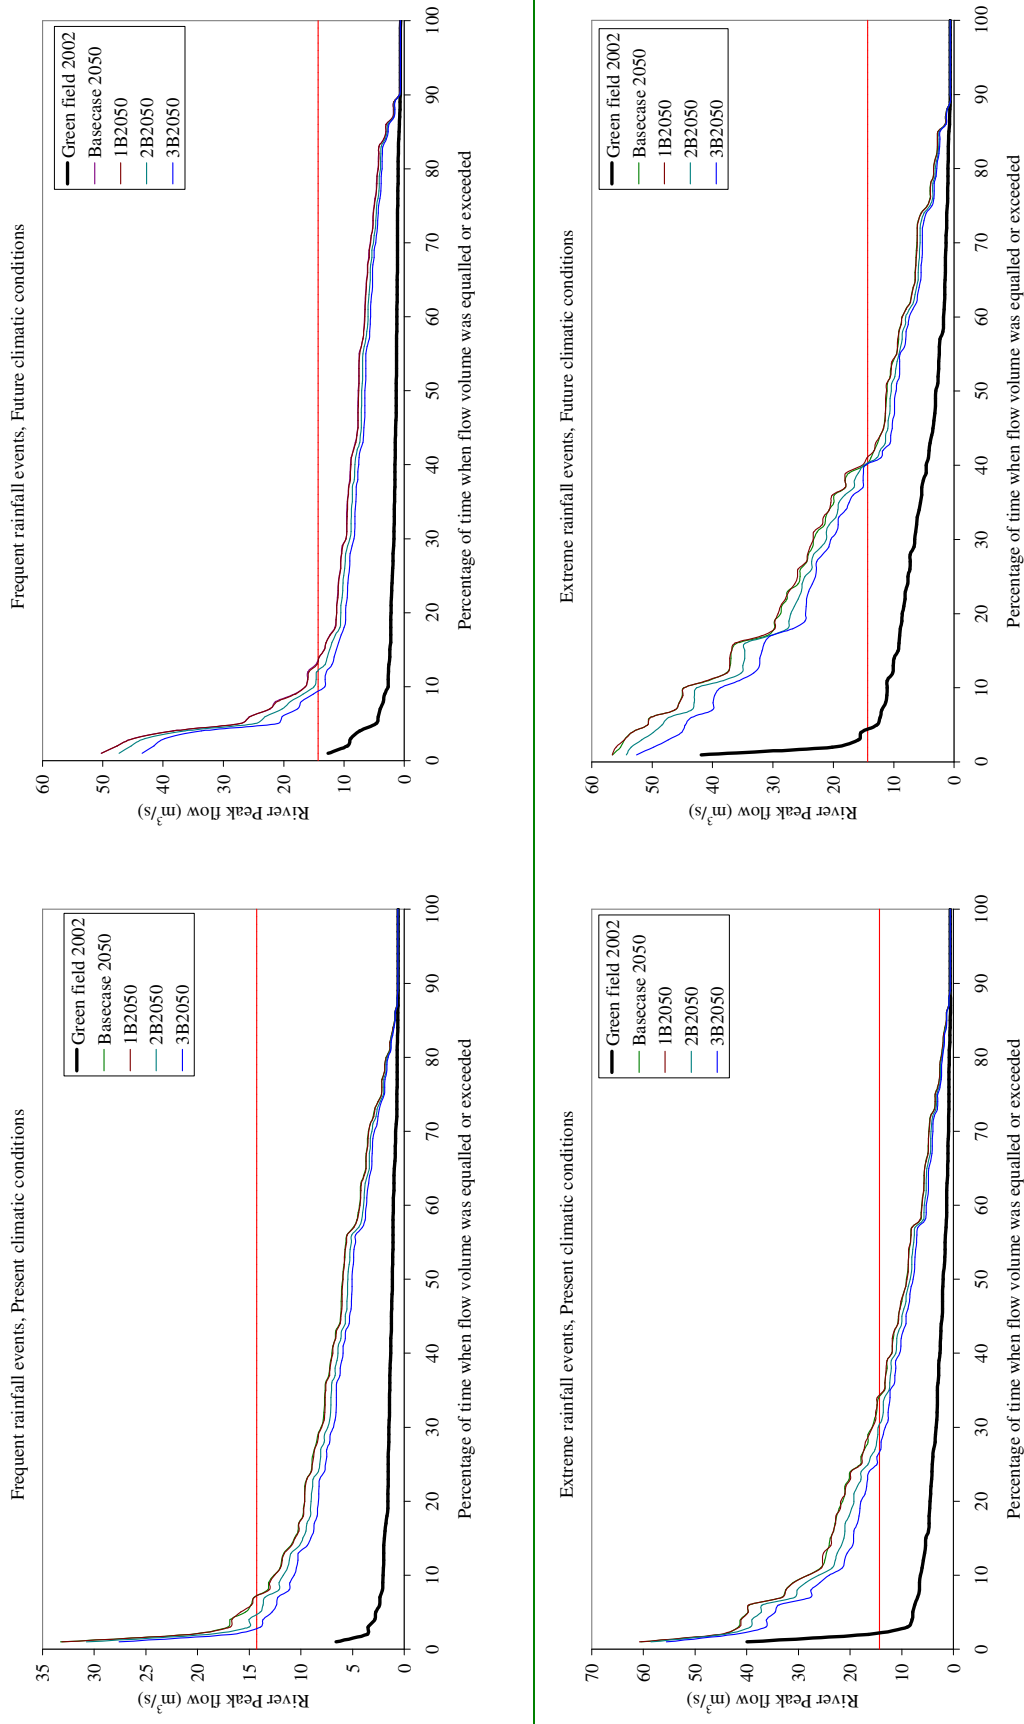 Frequent rainfall events, Present climatic conditions
River Peak flow (m³/s)
35
30
25
20
15
10
5
0
0 10 20 30 40 50 60 70 80 90 100
Percentage of time when flow volume was equalled or exceeded
Green field 2002
Basecase 2050
1B2050
2B2050
3B2050
Frequent rainfall events, Future climatic conditions
River Peak flow (m³/s)
60
50
40
30
20
10
0
0 10 20 30 40 50 60 70 80 90 100
Percentage of time when flow volume was equalled or exceeded
Green field 2002
Basecase 2050
1B2050
2B2050
3B2050
Extreme rainfall events, Present climatic conditions
River Peak flow (m³/s)
70
60
50
40
30
20
10
0
0 10 20 30 40 50 60 70 80 90 100
Percentage of time when flow volume was equalled or exceeded
Green field 2002
Basecase 2050
1B2050
2B2050
3B2050
Extreme rainfall events, Future climatic conditions
River Peak flow (m³/s)
60
50
40
30
20
10
0
0 10 20 30 40 50 60 70 80 90 100
Percentage of time when flow volume was equalled or exceeded
Green field 2002
Basecase 2050
1B2050
2B2050
3B2050